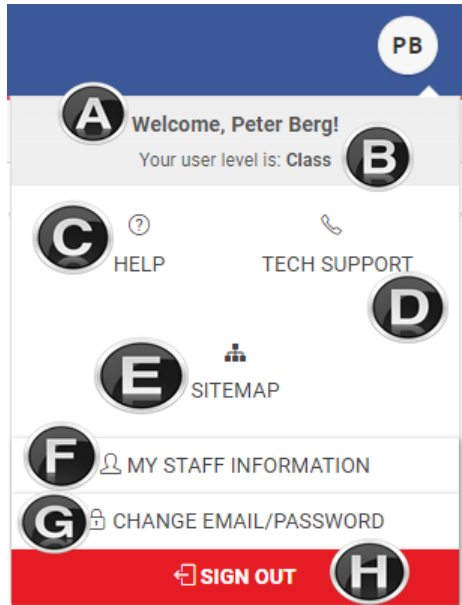 PB
A
Welcome, Peter Berg!
Your user level is: Class
B
C
HELP
TECH SUPPORT
D
E
SITEMAP
F
MY STAFF INFORMATION
G
CHANGE EMAIL/PASSWORD
SIGN OUT
H